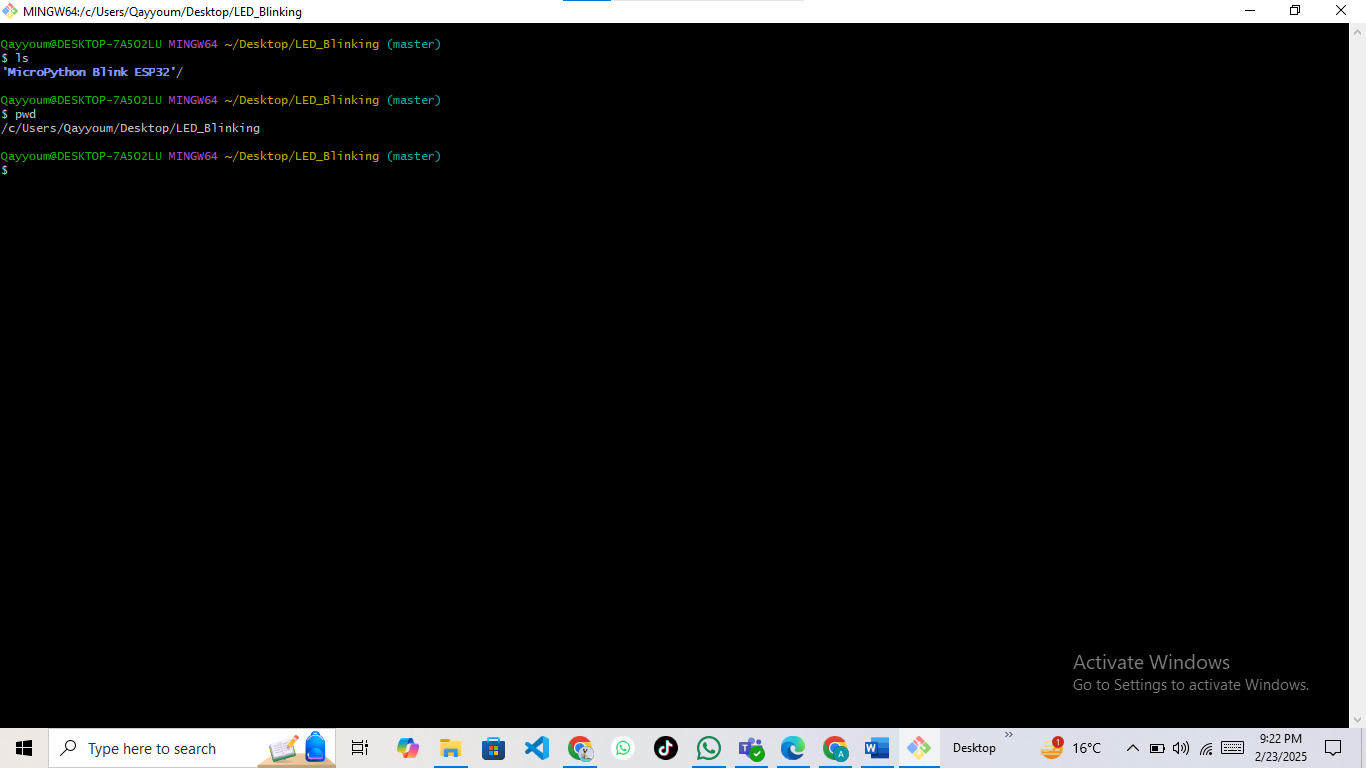 MINGW64:/c/Users/Qayyoum/Desktop/LED_Blinking
Qayyoum@DESKTOP-7A5O2LU MINGW64 ~/Desktop/LED_Blinking (master)
$ ls
'MicroPython Blink ESP32'/
Qayyoum@DESKTOP-7A5O2LU MINGW64 ~/Desktop/LED_Blinking (master)
$ pwd
/c/Users/Qayyoum/Desktop/LED_Blinking
Qayyoum@DESKTOP-7A5O2LU MINGW64 ~/Desktop/LED_Blinking (master)
$
Activate Windows
Go to Settings to activate Windows.
Type here to search
Y
A
W
Desktop
»
1
16°C
9:22 PM
2/23/2025